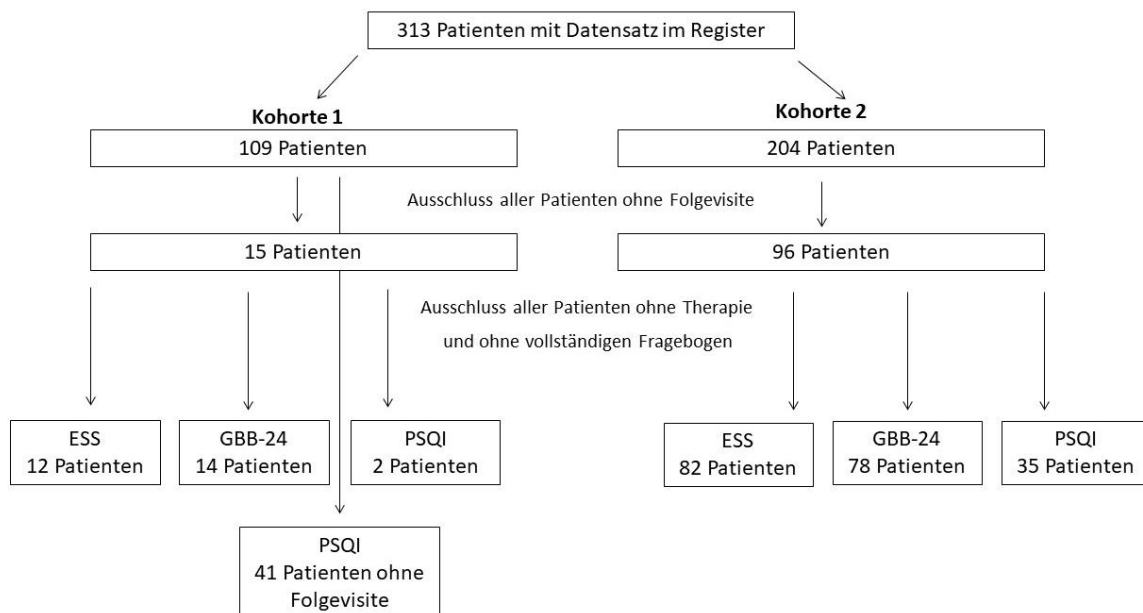 313 Patienten mit Datensatz im Register
Kohorte 1
Kohorte 2
109 Patienten
204 Patienten
Ausschluss aller Patienten ohne Folgevisite
15 Patienten
96 Patienten
Ausschluss aller Patienten ohne Therapie
und ohne vollständigen Fragebogen
ESS
12 Patienten
GBB-24
14 Patienten
PSQI
2 Patienten
ESS
82 Patienten
GBB-24
78 Patienten
PSQI
35 Patienten
PSQI
41 Patienten ohne
Folgevisite